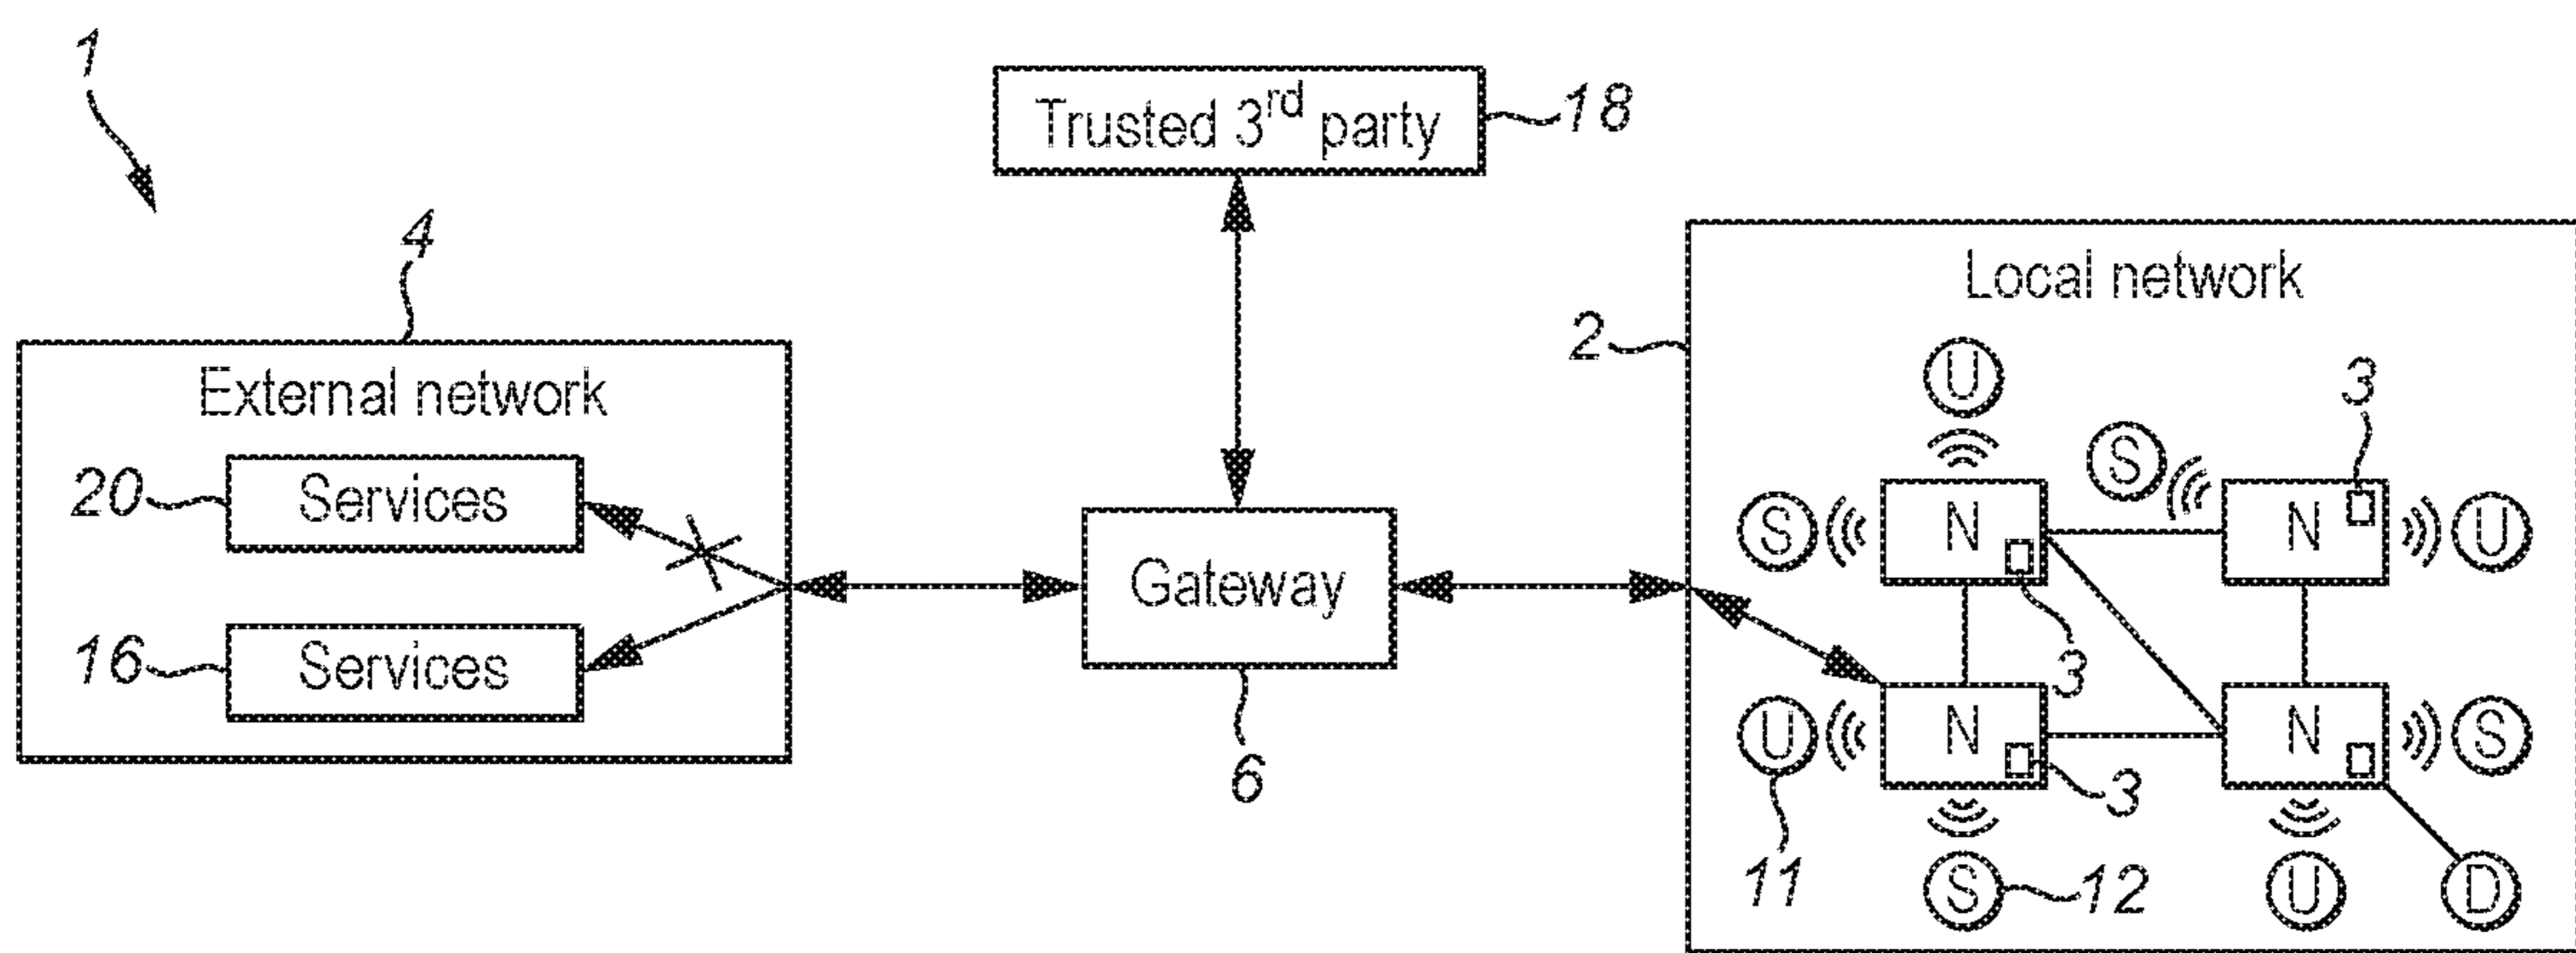 1
Trusted 3rd party
18
4
External network
20
Services
16
Services
Gateway
6
2
Local network
U
3
S
S
N
N
U
3
U
N
N
S
3
11
S
12
U
D